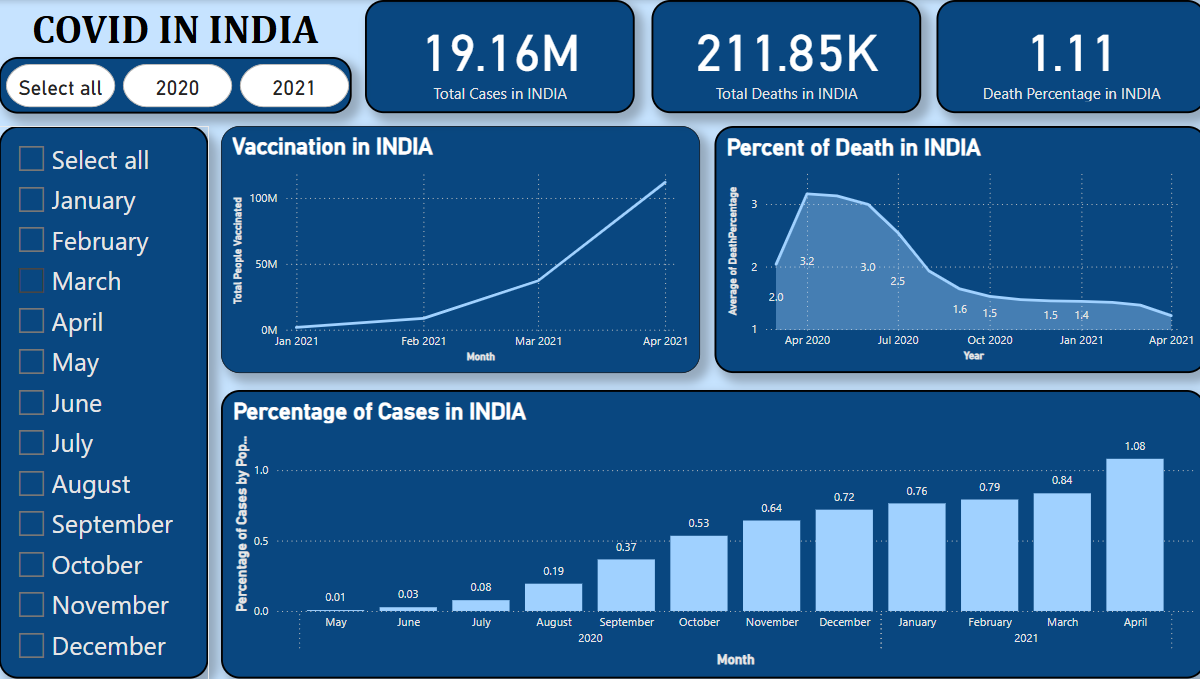 COVID IN INDIA
Select all
2020
2021
19.16M
Total Cases in INDIA
211.85K
Total Deaths in INDIA
1.11
Death Percentage in INDIA
Select all
January
February
March
April
May
June
July
August
September
October
November
December
Vaccination in INDIA
Total People Vaccinated
100M
50M
0M
Jan 2021
Feb 2021
Mar 2021
Apr 2021
Month
Percent of Death in INDIA
Average of DeathPercentage
3
2
1
2.0
3.2
3.0
2.5
1.6
1.5
1.5
1.4
Apr 2020
Jul 2020
Oct 2020
Jan 2021
Apr 2021
Year
Percentage of Cases in INDIA
Percentage of Cases by Pop...
1.0
0.5
0.0
0.01
0.03
0.08
0.19
0.37
0.53
0.64
0.72
0.76
0.79
0.84
1.08
May
June
July
August
September
October
November
December
January
February
March
April
2020
2021
Month